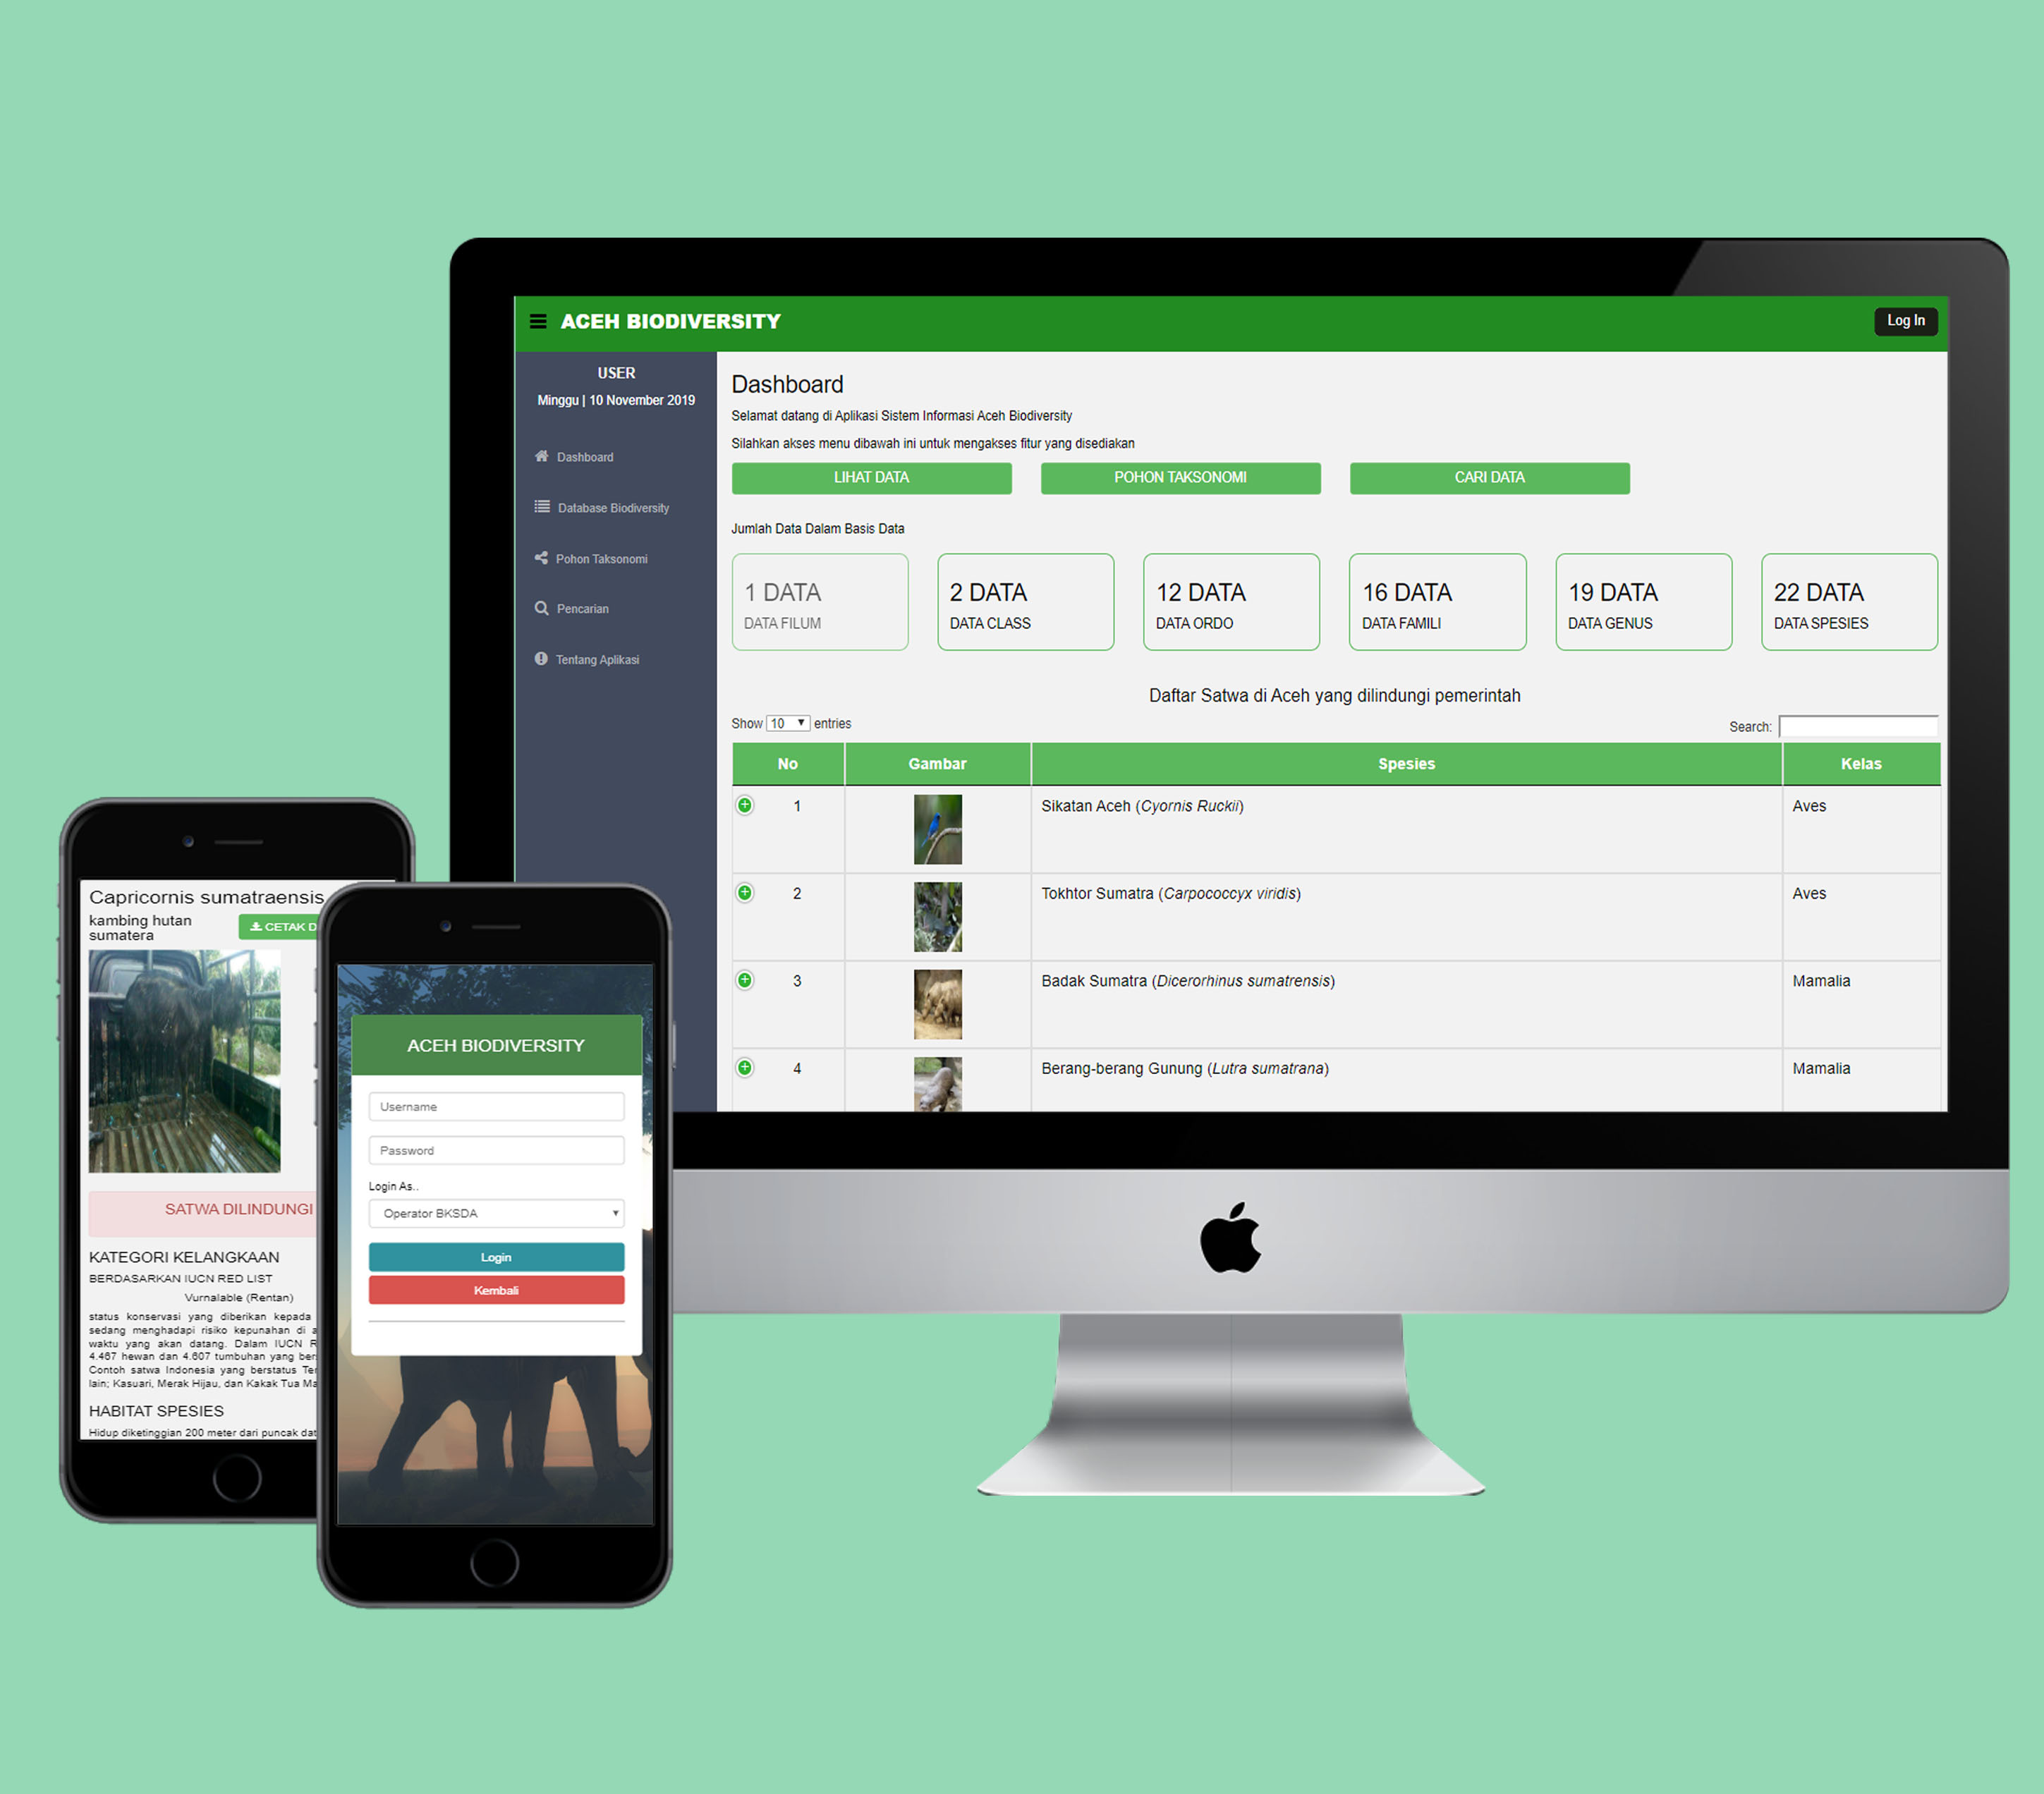 ACEH BIODIVERSITY
Log In
USER
Minggu | 10 November 2019
Dashboard
Database Biodiversity
Pohon Taksonomi
Pencarian
Tentang Aplikasi
Dashboard
Selamat datang di Aplikasi Sistem Informasi Aceh Biodiversity
Silahkan akses menu dibawah ini untuk mengakses fitur yang disediakan
LIHAT DATA POHON TAKSONOMI CARI DATA
Jumlah Data Dalam Basis Data
1 DATA 2 DATA 12 DATA 16 DATA 19 DATA 22 DATA
DATA FILUM DATA CLASS DATA ORDO DATA FAMILI DATA GENUS DATA SPESIES
Daftar Satwa di Aceh yang dilindungi pemerintah
Show 10 entries Search:
No Gambar Spesies Kelas
1 Sikatan Aceh (Cyornis Ruckii) Aves
2 Tokhtor Sumatra (Carpococcyx viridis) Aves
3 Badak Sumatra (Dicerorhinus sumatrensis) Mamalia
4 Berang-berang Gunung (Lutra sumatrana) Mamalia
Capricornis sumatraensis
kambing hutan
sumatera
CETAK D
SATWA DILINDUNGI
KATEGORI KELANGKAAN
BERDASARKAN IUCN RED LIST
Vurnalable (Rentan)
status konservasi yang diberikan kepada
sedang menghadapi risiko kepunahan di a
waktu yang akan datang. Dalam IUCN R
4.467 hewan dan 4.607 tumbuhan yang ber
Contoh satwa Indonesia yang berstatus Te
lain; Kasuari, Merak Hijau, dan Kakak Tua Ma
HABITAT SPESIES
Hidup diketinggian 200 meter dari puncak dat
ACEH BIODIVERSITY
Username
Password
Login As..
Operator BKSDA
Login
Kembali